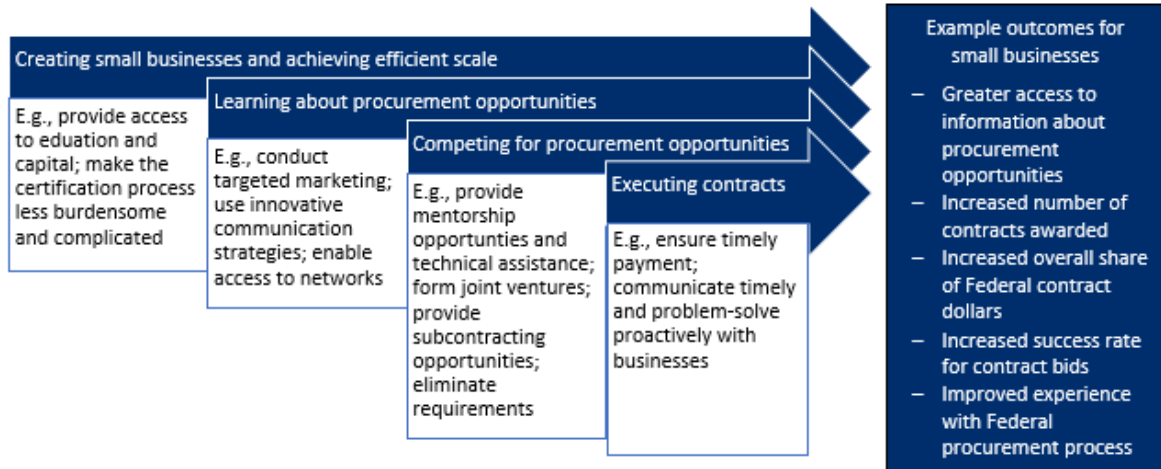 Creating small businesses and achieving efficient scale
E.g., provide access
to eduation and
capital; make the
certification process
less burdensome
and complicated
Learning about procurement opportunities
E.g., conduct
targeted marketing;
use innovative
communication
strategies; enable
access to networks
Competing for procurement opportunities
E.g., provide
mentorship
opportunties and
technical assistance;
form joint ventures;
provide
subcontracting
opportunities;
eliminate
requirements
Executing contracts
E.g., ensure timely
payment;
communicate timely
and problem-solve
proactively with
businesses
Example outcomes for
small businesses
– Greater access to
information about
procurement
opportunities
– Increased number of
contracts awarded
– Increased overall share
of Federal contract
dollars
– Increased success rate
for contract bids
– Improved experience
with Federal
procurement process